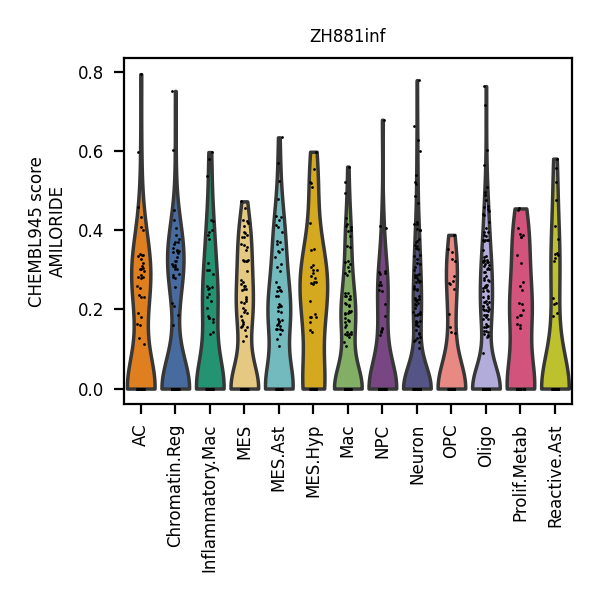 ZH881inf
CHEMBL945 score
AMILORIDE
0.8
0.6
0.4
0.2
0.0
AC
Chromatin.Reg
Inflammatory.Mac
MES
MES.Ast
MES.Hyp
Mac
NPC
Neuron
OPC
Oligo
Prolif.Metab
Reactive.Ast